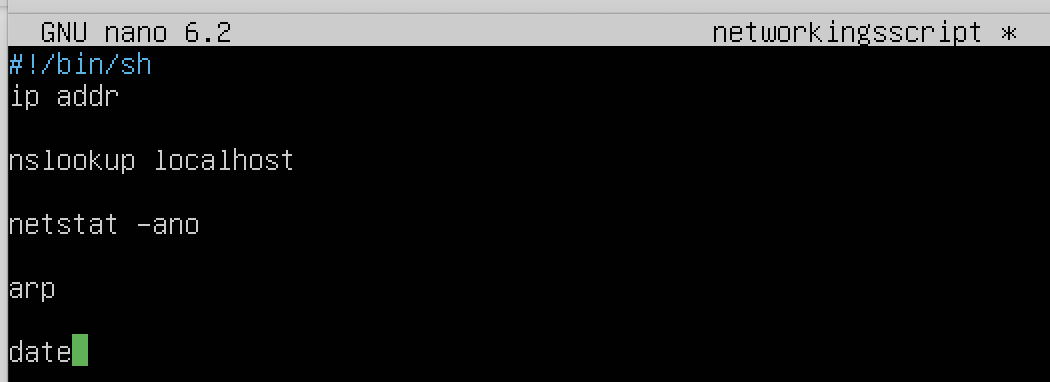 GNU nano 6.2 networkingsscript *
#!/bin/sh
ip addr
nslookup localhost
netstat -ano
arp
date